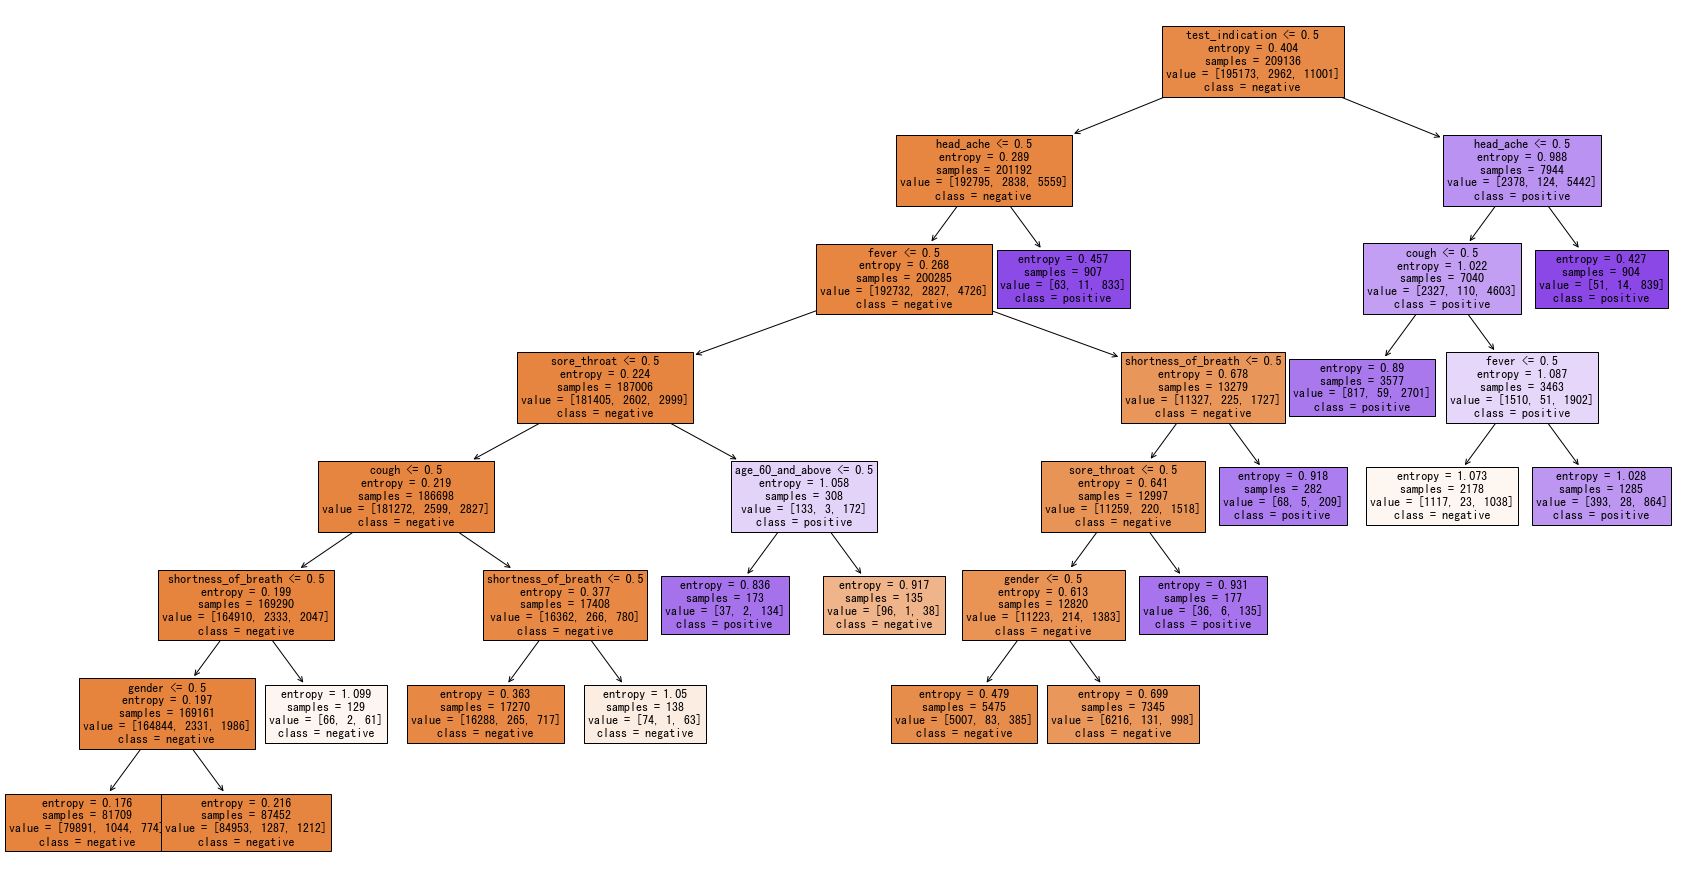 test_indication <= 0.5
entropy = 0.404
samples = 209136
value = [195173, 2962, 11001]
class = negative
head_ache <= 0.5
entropy = 0.289
samples = 201192
value = [192795, 2838, 5559]
class = negative
head_ache <= 0.5
entropy = 0.988
samples = 7944
value = [2378, 124, 5442]
class = positive
fever <= 0.5
entropy = 0.268
samples = 200285
value = [192732, 2827, 4726]
class = negative
entropy = 0.457
samples = 907
value = [63, 11, 833]
class = positive
cough <= 0.5
entropy = 1.022
samples = 7040
value = [2327, 110, 4603]
class = positive
entropy = 0.427
samples = 904
value = [51, 14, 839]
class = positive
sore_throat <= 0.5
entropy = 0.224
samples = 187006
value = [181405, 2602, 2999]
class = negative
shortness_of_breath <= 0.5
entropy = 0.678
samples = 13279
value = [11327, 225, 1727]
class = negative
entropy = 0.89
samples = 3577
value = [817, 59, 2701]
class = positive
fever <= 0.5
entropy = 1.087
samples = 3463
value = [1510, 51, 1902]
class = positive
cough <= 0.5
entropy = 0.219
samples = 186698
value = [181272, 2599, 2827]
class = negative
age_60_and_above <= 0.5
entropy = 1.058
samples = 308
value = [133, 3, 172]
class = positive
sore_throat <= 0.5
entropy = 0.641
samples = 12997
value = [11259, 220, 1518]
class = negative
entropy = 0.918
samples = 282
value = [68, 5, 209]
class = positive
entropy = 1.073
samples = 2178
value = [1117, 23, 1038]
class = negative
entropy = 1.028
samples = 1285
value = [393, 28, 864]
class = positive
shortness_of_breath <= 0.5
entropy = 0.199
samples = 169290
value = [164910, 2333, 2047]
class = negative
shortness_of_breath <= 0.5
entropy = 0.377
samples = 17408
value = [16362, 266, 780]
class = negative
entropy = 0.836
samples = 173
value = [37, 2, 134]
class = positive
entropy = 0.917
samples = 135
value = [96, 1, 38]
class = negative
gender <= 0.5
entropy = 0.613
samples = 12820
value = [11223, 214, 1383]
class = negative
entropy = 0.931
samples = 177
value = [36, 6, 135]
class = positive
gender <= 0.5
entropy = 0.197
samples = 169161
value = [164844, 2331, 1986]
class = negative
entropy = 1.099
samples = 129
value = [66, 2, 61]
class = negative
entropy = 0.363
samples = 17270
value = [16288, 265, 717]
class = negative
entropy = 1.05
samples = 138
value = [74, 1, 63]
class = negative
entropy = 0.479
samples = 5475
value = [5007, 83, 385]
class = negative
entropy = 0.699
samples = 7345
value = [6216, 131, 998]
class = negative
entropy = 0.176
samples = 81709
value = [79891, 1044, 774]
class = negative
entropy = 0.216
samples = 87452
value = [84953, 1287, 1212]
class = negative